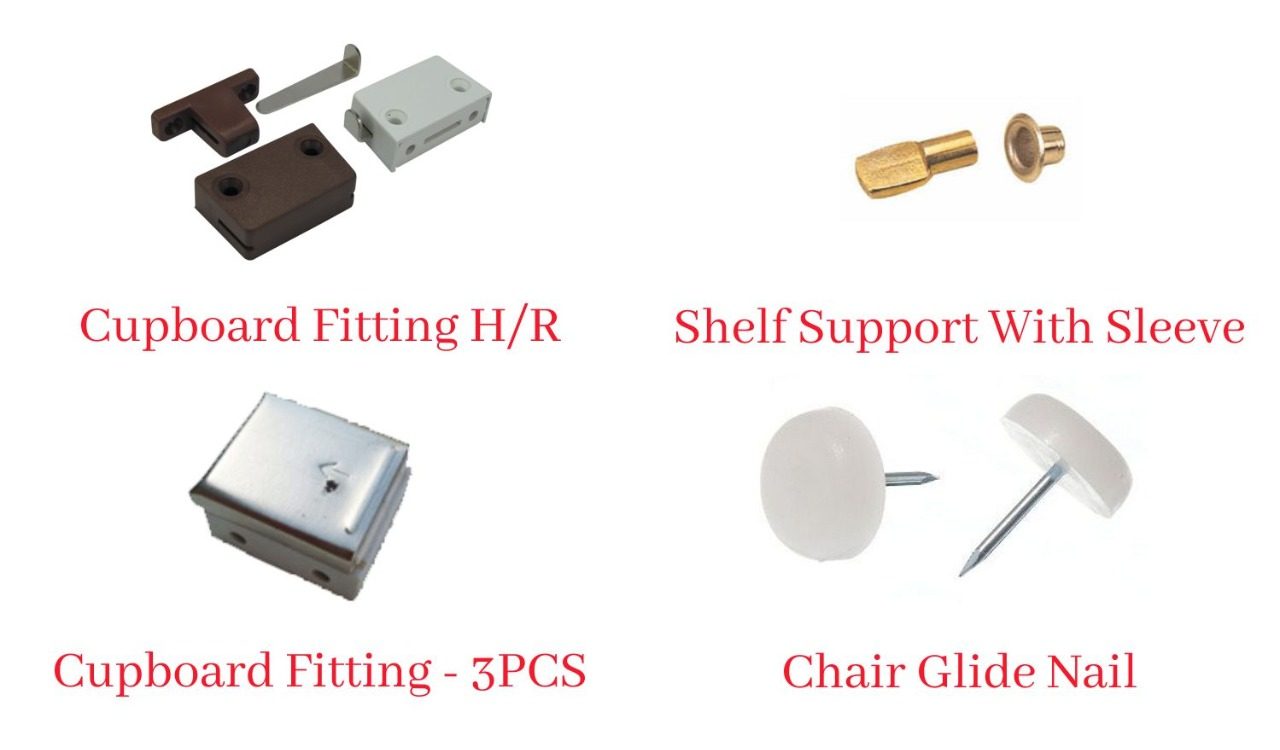 Cupboard Fitting H/R
Shelf Support With Sleeve
Cupboard Fitting - 3PCS
Chair Glide Nail